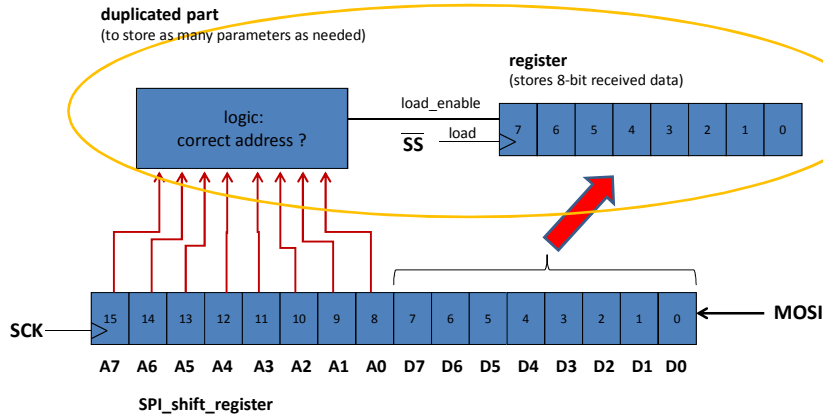 duplicated part
(to store as many parameters as needed)
register
(stores 8-bit received data)
logic:
correct address ?
load_enable
SS
load
7 6 5 4 3 2 1 0
15 14 13 12 11 10 9 8 7 6 5 4 3 2 1 0
MOSI
SCK
A7 A6 A5 A4 A3 A2 A1 A0 D7 D6 D5 D4 D3 D2 D1 D0
SPI_shift_register